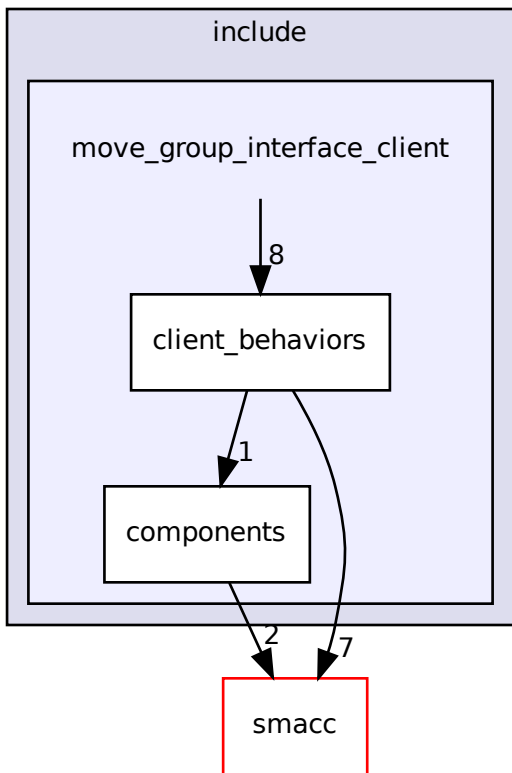 include
move_group_interface_client
8
client_behaviors
1
components
2
7
smacc